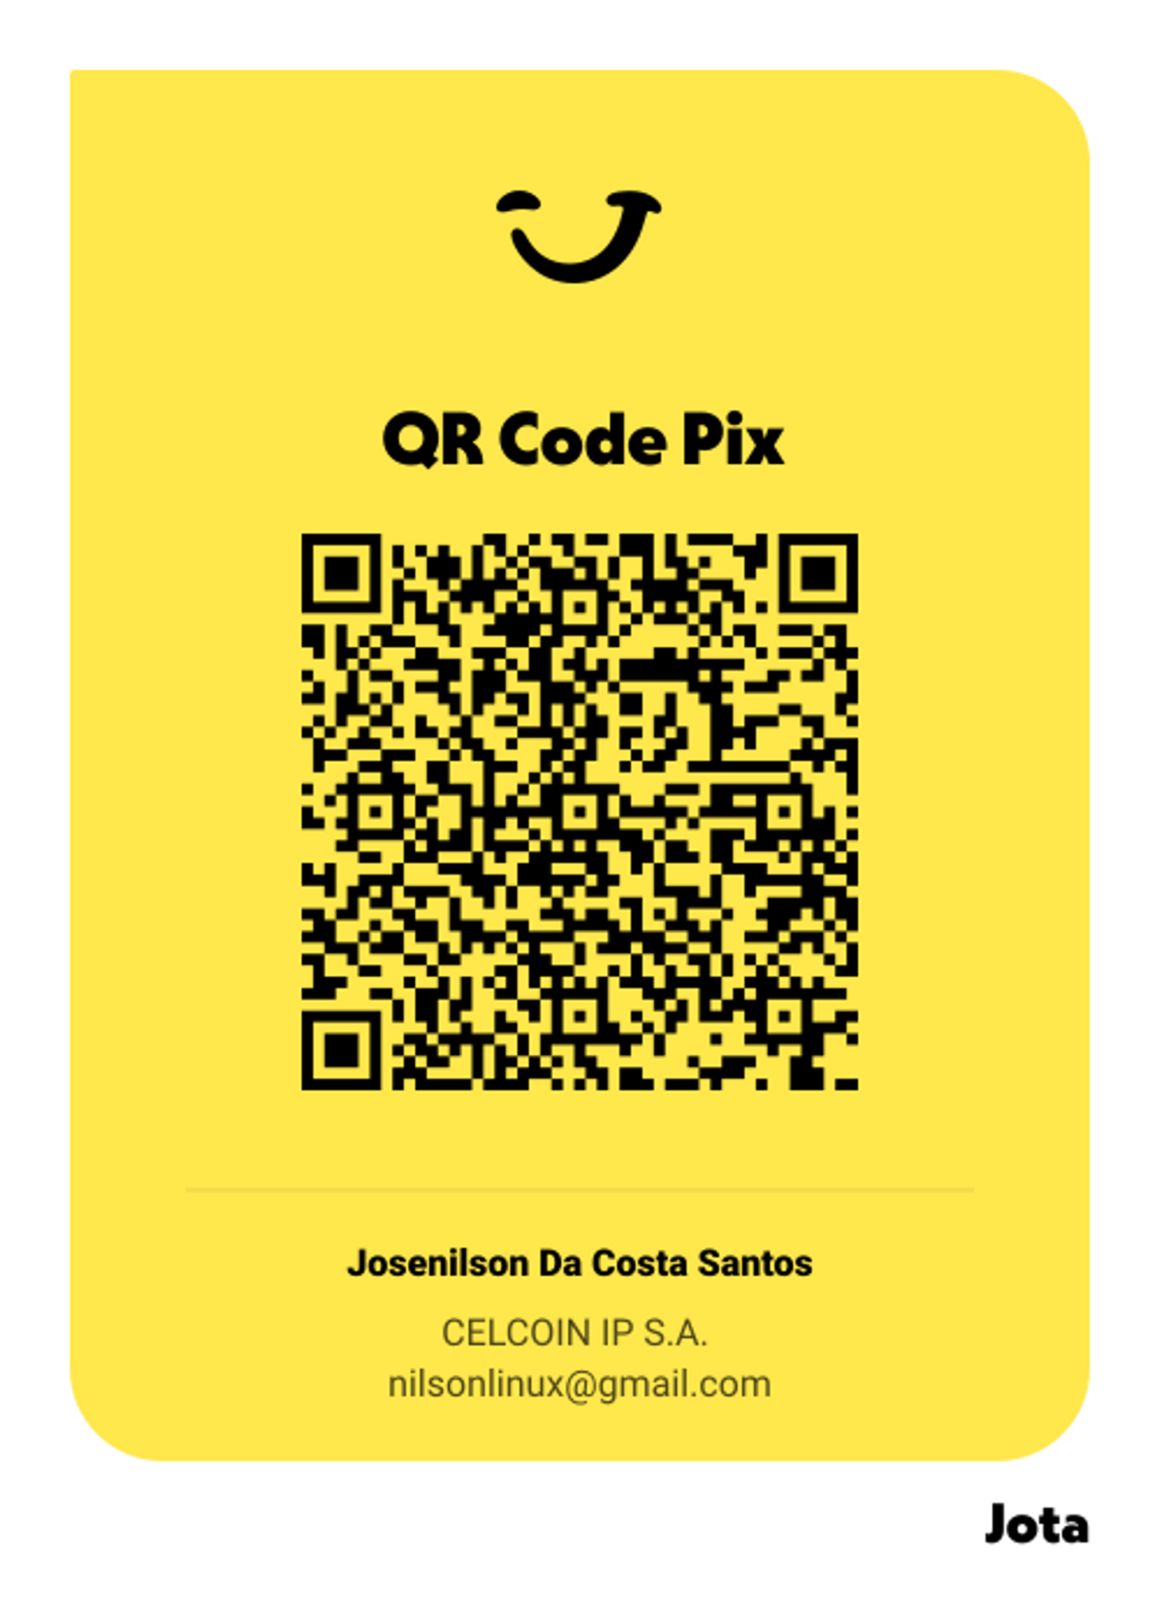 QR Code Pix
Josenilson Da Costa Santos
CELCOIN IP S.A.
nilsonlinux@gmail.com
Jota